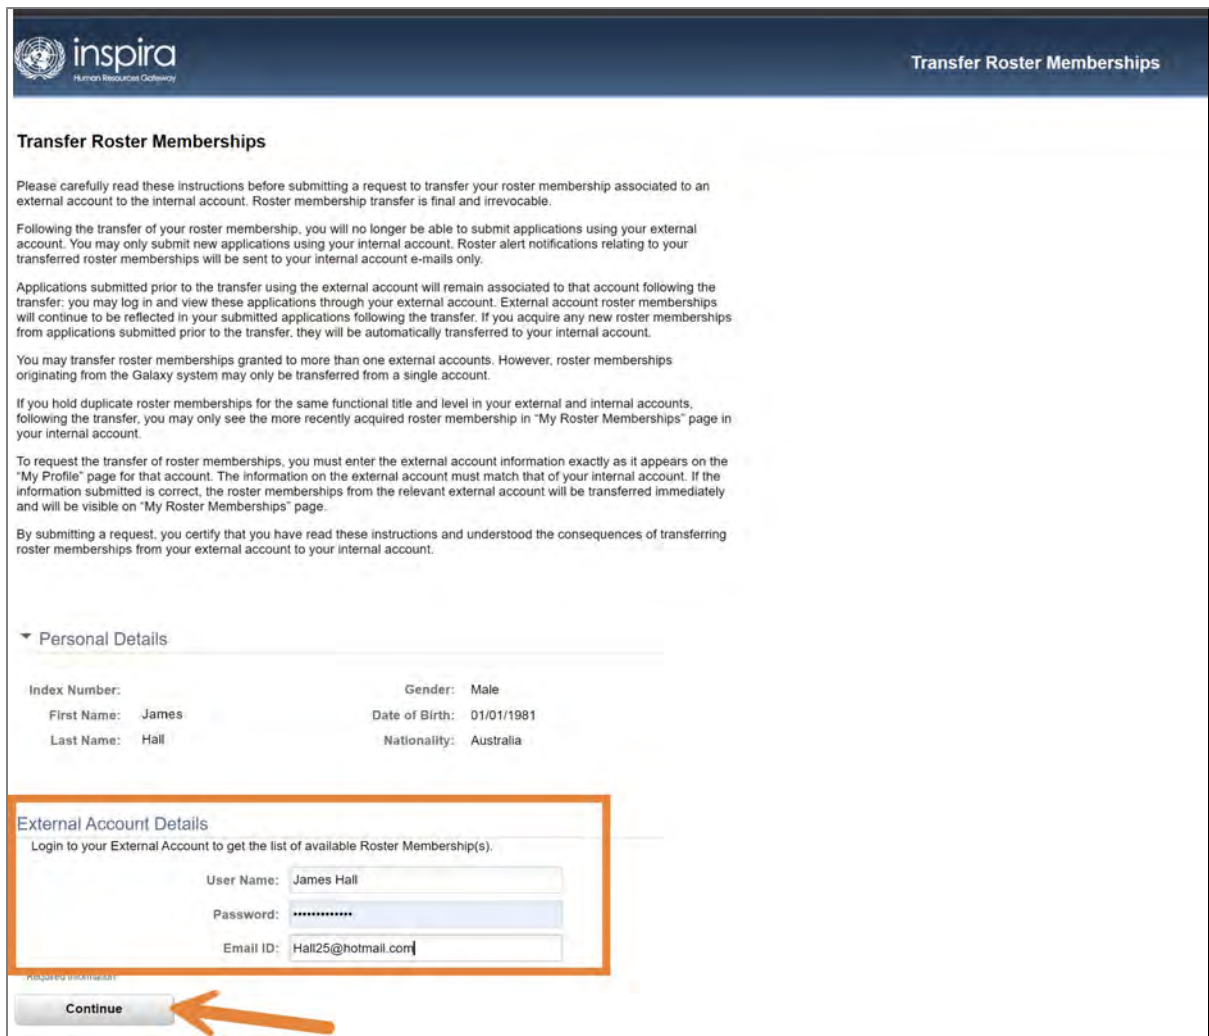 inspira
Human Resources Gateway
Transfer Roster Memberships
Transfer Roster Memberships
Please carefully read these instructions before submitting a request to transfer your roster membership associated to an
external account to the internal account. Roster membership transfer is final and irrevocable.
Following the transfer of your roster membership, you will no longer be able to submit applications using your external
account. You may only submit new applications using your internal account. Roster alert notifications relating to your
transferred roster memberships will be sent to your internal account e-mails only.
Applications submitted prior to the transfer using the external account will remain associated to that account following the
transfer; you may log in and view these applications through your external account. External account roster memberships
will continue to be reflected in your submitted applications following the transfer. If you acquire any new roster memberships
from applications submitted prior to the transfer, they will be automatically transferred to your internal account.
You may transfer roster memberships granted to more than one external accounts. However, roster memberships
originating from the Galaxy system may only be transferred from a single account.
If you hold duplicate roster memberships for the same functional title and level in your external and internal accounts,
following the transfer, you may only see the more recently acquired roster membership in “My Roster Memberships” page in
your internal account.
To request the transfer of roster memberships, you must enter the external account information exactly as it appears on the
“My Profile” page for that account. The information on the external account must match that of your internal account. If the
information submitted is correct, the roster memberships from the relevant external account will be transferred immediately
and will be visible on “My Roster Memberships” page.
By submitting a request, you certify that you have read these instructions and understood the consequences of transferring
roster memberships from your external account to your internal account.
Personal Details
Index Number: Gender: Male
First Name: James Date of Birth: 01/01/1981
Last Name: Hall Nationality: Australia
External Account Details
Login to your External Account to get the list of available Roster Membership(s).
User Name: James Hall
Password: •••••••••••••
Email ID: Hall25@hotmail.com
Required Information
Continue